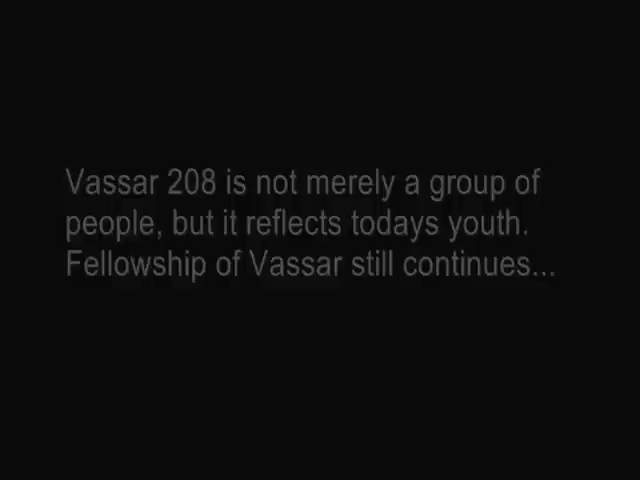 Vassar 208 is not merely a group of
people, but it reflects todays youth.
Fellowship of Vassar still continues...